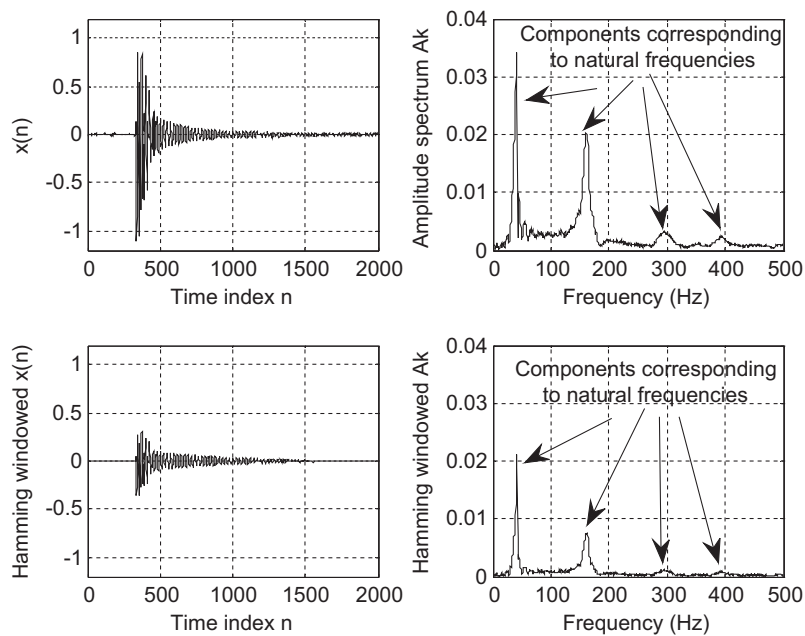 x(n)
1
0.5
0
-0.5
-1
0 500 1000 1500 2000
Time index n
Amplitude spectrum Ak
0.04
0.03
0.02
0.01
0
Components corresponding
to natural frequencies
0 100 200 300 400 500
Frequency (Hz)
Hamming windowed x(n)
1
0.5
0
-0.5
-1
0 500 1000 1500 2000
Time index n
Hamming windowed Ak
0.04
0.03
0.02
0.01
0
Components corresponding
to natural frequencies
0 100 200 300 400 500
Frequency (Hz)